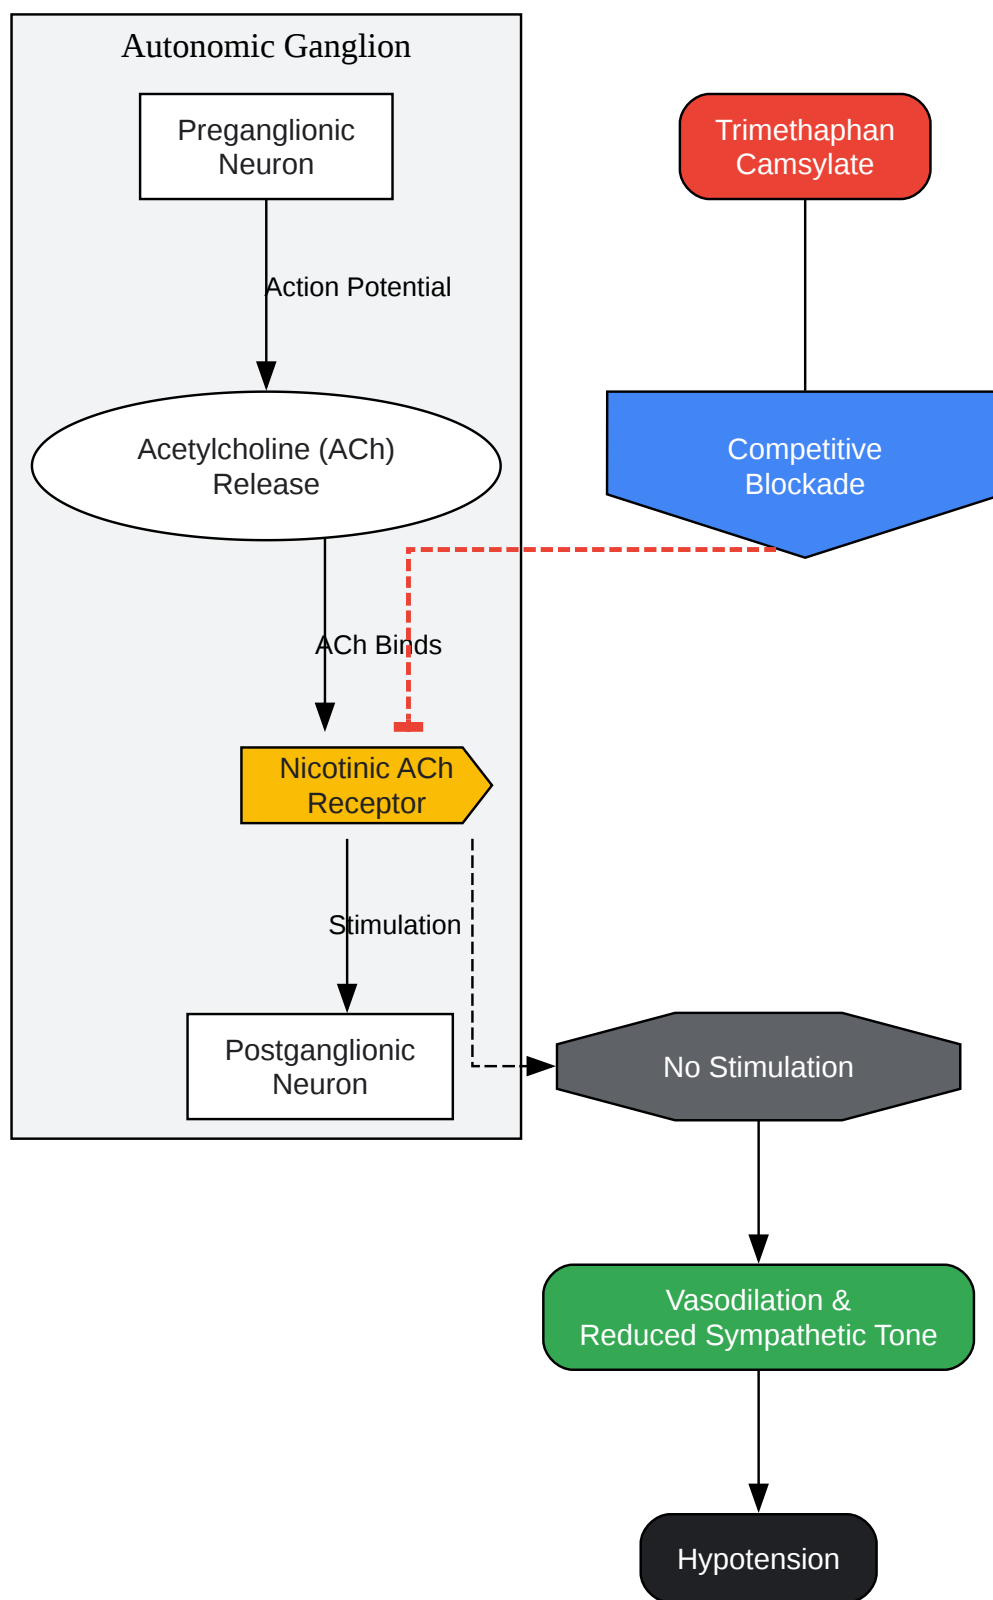 Autonomic Ganglion
Preganglionic
Neuron
Trimethaphan
Camsylate
Action Potential
Acetylcholine (ACh)
Release
Competitive
Blockade
ACh Binds
Nicotinic ACh
Receptor
Stimulation
Postganglionic
Neuron
No Stimulation
Vasodilation &
Reduced Sympathetic Tone
Hypotension